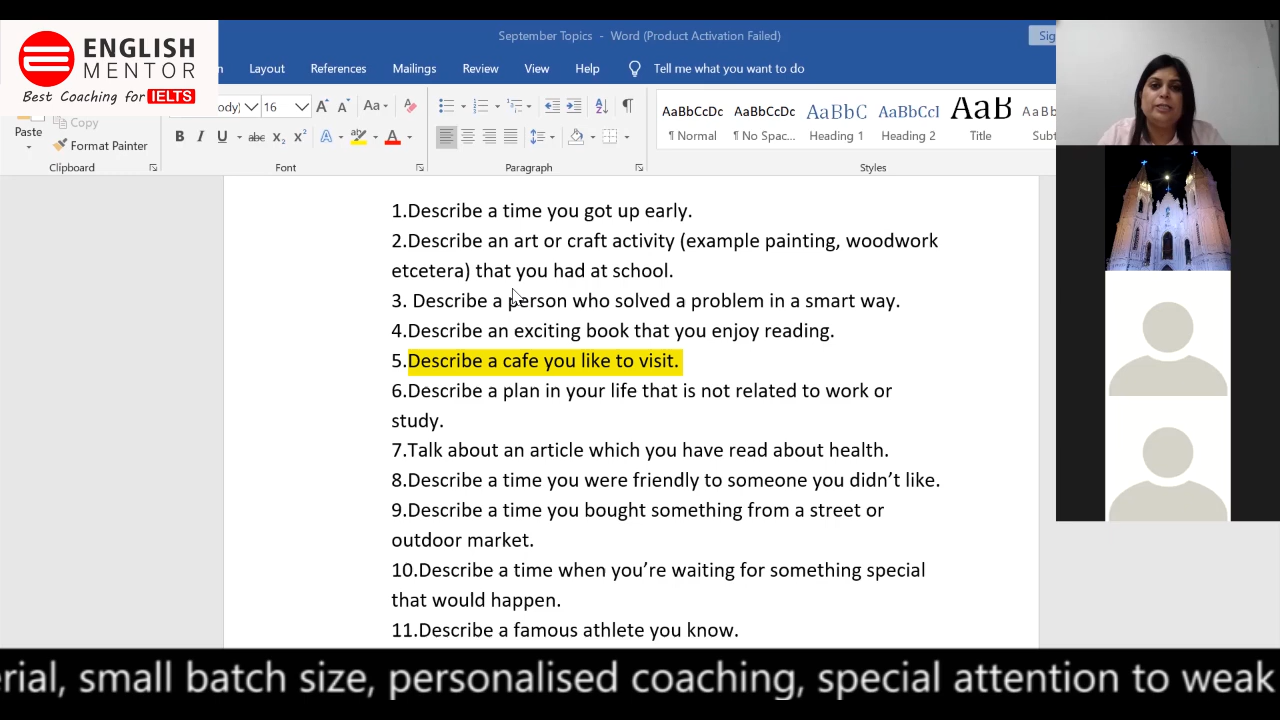 ENGLISH
MENTOR
Best Coaching for IELTS
September Topics - Word (Product Activation Failed)
Layout References Mailings Review View Help Tell me what you want to do
16 Aa
Paste
Copy
Format Painter
B I U abc X₂ X² A A
AaBbCcDc AaBbCcDc AaBbC AaBbCcI AaB
¶ Normal ¶ No Spac... Heading 1 Heading 2 Title
Clipboard Font Paragraph Styles
1.Describe a time you got up early.
2.Describe an art or craft activity (example painting, woodwork
etcetera) that you had at school.
3. Describe a person who solved a problem in a smart way.
4.Describe an exciting book that you enjoy reading.
5.Describe a cafe you like to visit.
6.Describe a plan in your life that is not related to work or
study.
7.Talk about an article which you have read about health.
8.Describe a time you were friendly to someone you didn’t like.
9.Describe a time you bought something from a street or
outdoor market.
10.Describe a time when you’re waiting for something special
that would happen.
11.Describe a famous athlete you know.
erial, small batch size, personalised coaching, special attention to weak